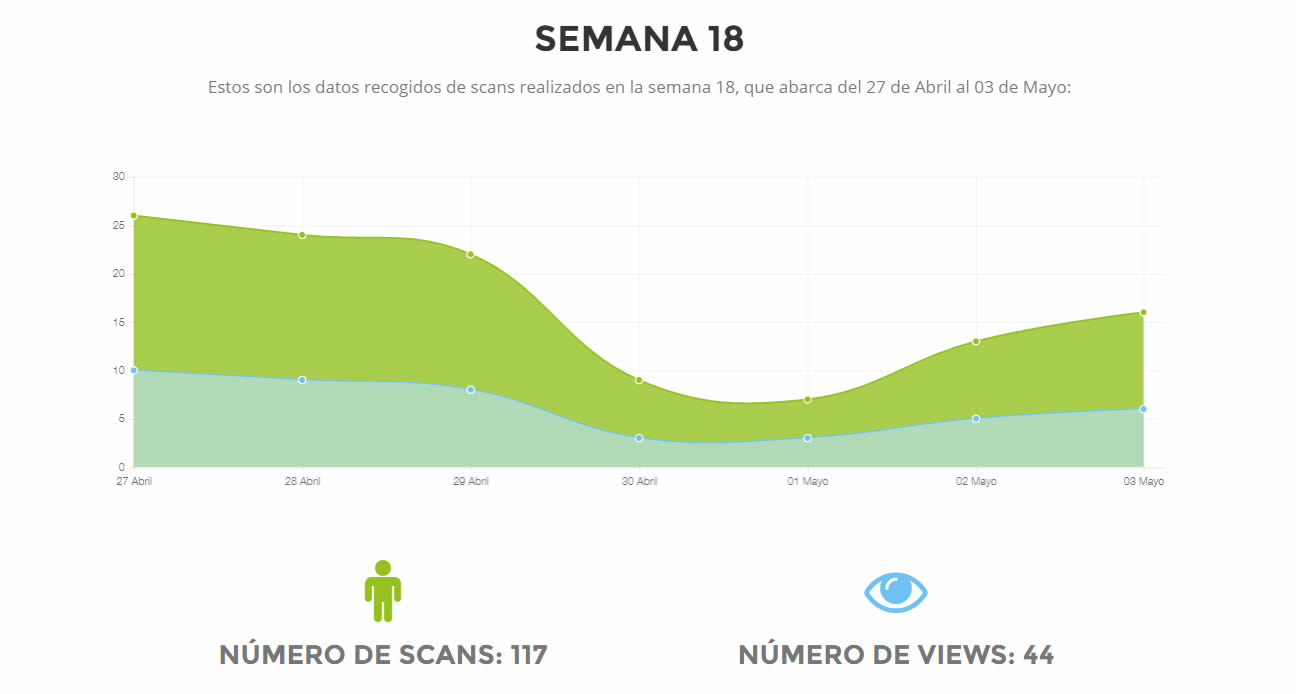 SEMANA 18
Estos son los datos recogidos de scans realizados en la semana 18, que abarca del 27 de Abril al 03 de Mayo:
30
25
20
15
10
5
0
27 Abril 28 Abril 29 Abril 30 Abril 01 Mayo 02 Mayo 03 Mayo
NÚMERO DE SCANS: 117 NÚMERO DE VIEWS: 44